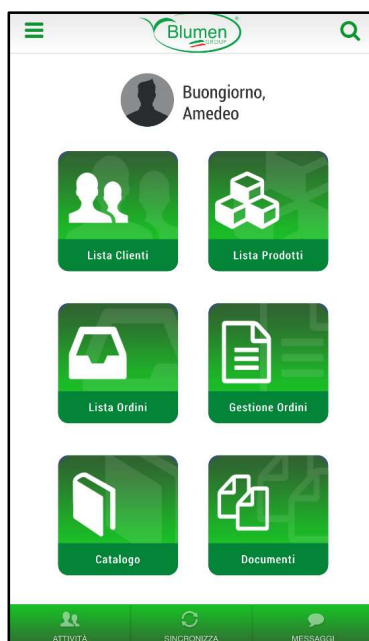 Blumen
GROUP
Buongiorno,
Amedeo
Lista Clienti
Lista Prodotti
Lista Ordini
Gestione Ordini
Catalogo
Documenti
ATTIVITÀ
SINCRONIZZA
MESSAGGI